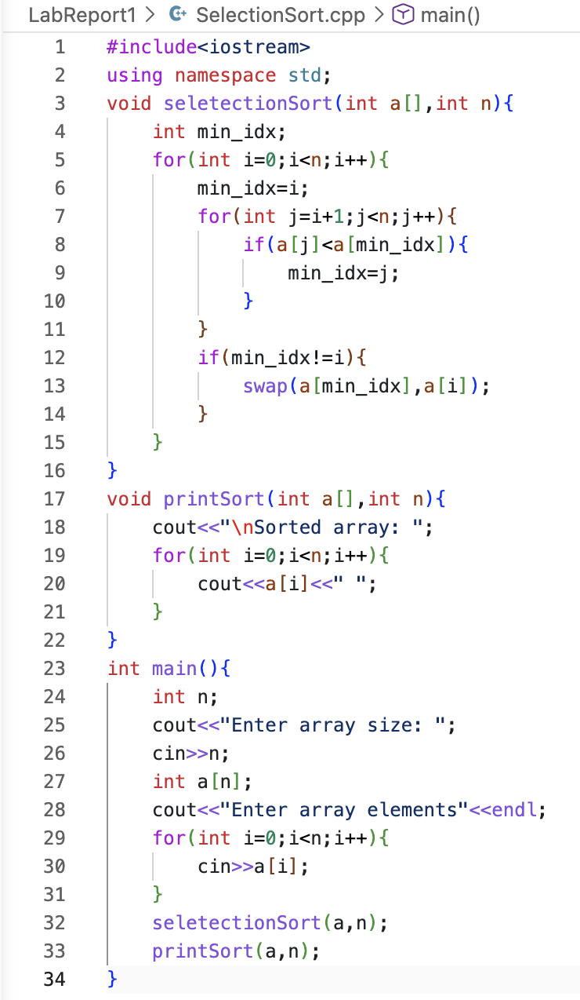 LabReport1 > SelectionSort.cpp > main()
1 #include<iostream>
2 using namespace std;
3 void seletectionSort(int a[],int n){
4     int min_idx;
5     for(int i=0;i<n;i++){
6         min_idx=i;
7         for(int j=i+1;j<n;j++){
8             if(a[j]<a[min_idx]){
9                 min_idx=j;
10             }
11         }
12         if(min_idx!=i){
13             swap(a[min_idx],a[i]);
14         }
15     }
16 }
17 void printSort(int a[],int n){
18     cout<<"\nSorted array: ";
19     for(int i=0;i<n;i++){
20         cout<<a[i]<<" ";
21     }
22 }
23 int main(){
24     int n;
25     cout<<"Enter array size: ";
26     cin>>n;
27     int a[n];
28     cout<<"Enter array elements"<<endl;
29     for(int i=0;i<n;i++){
30         cin>>a[i];
31     }
32     seletectionSort(a,n);
33     printSort(a,n);
34 }